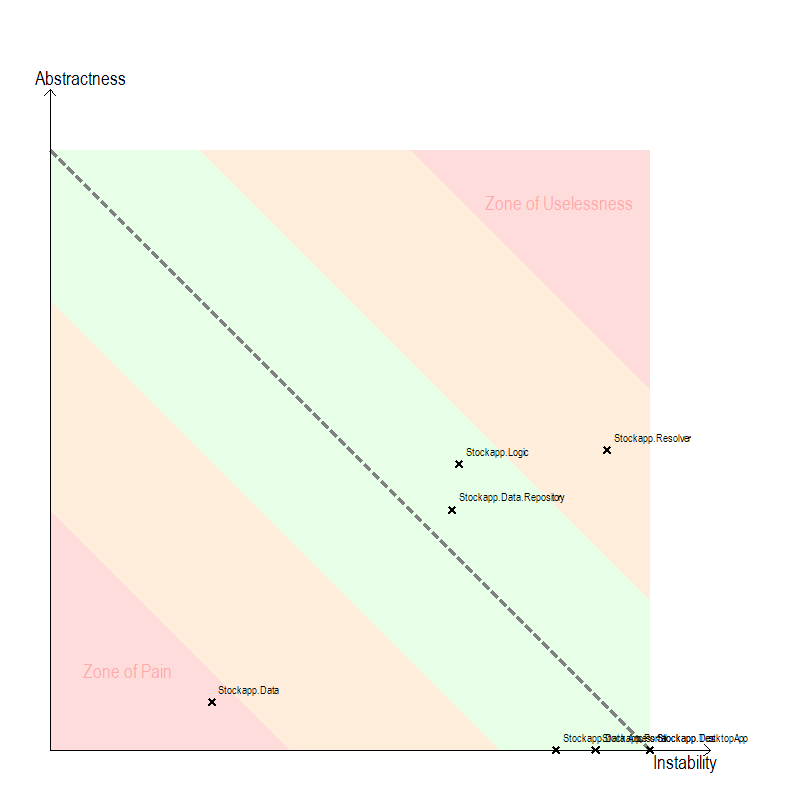 Abstractness
Zone of Uselessness
Stockapp.Resolver
Stockapp.Logic
Stockapp.Data.Repository
Zone of Pain
Stockapp.Data
Instability